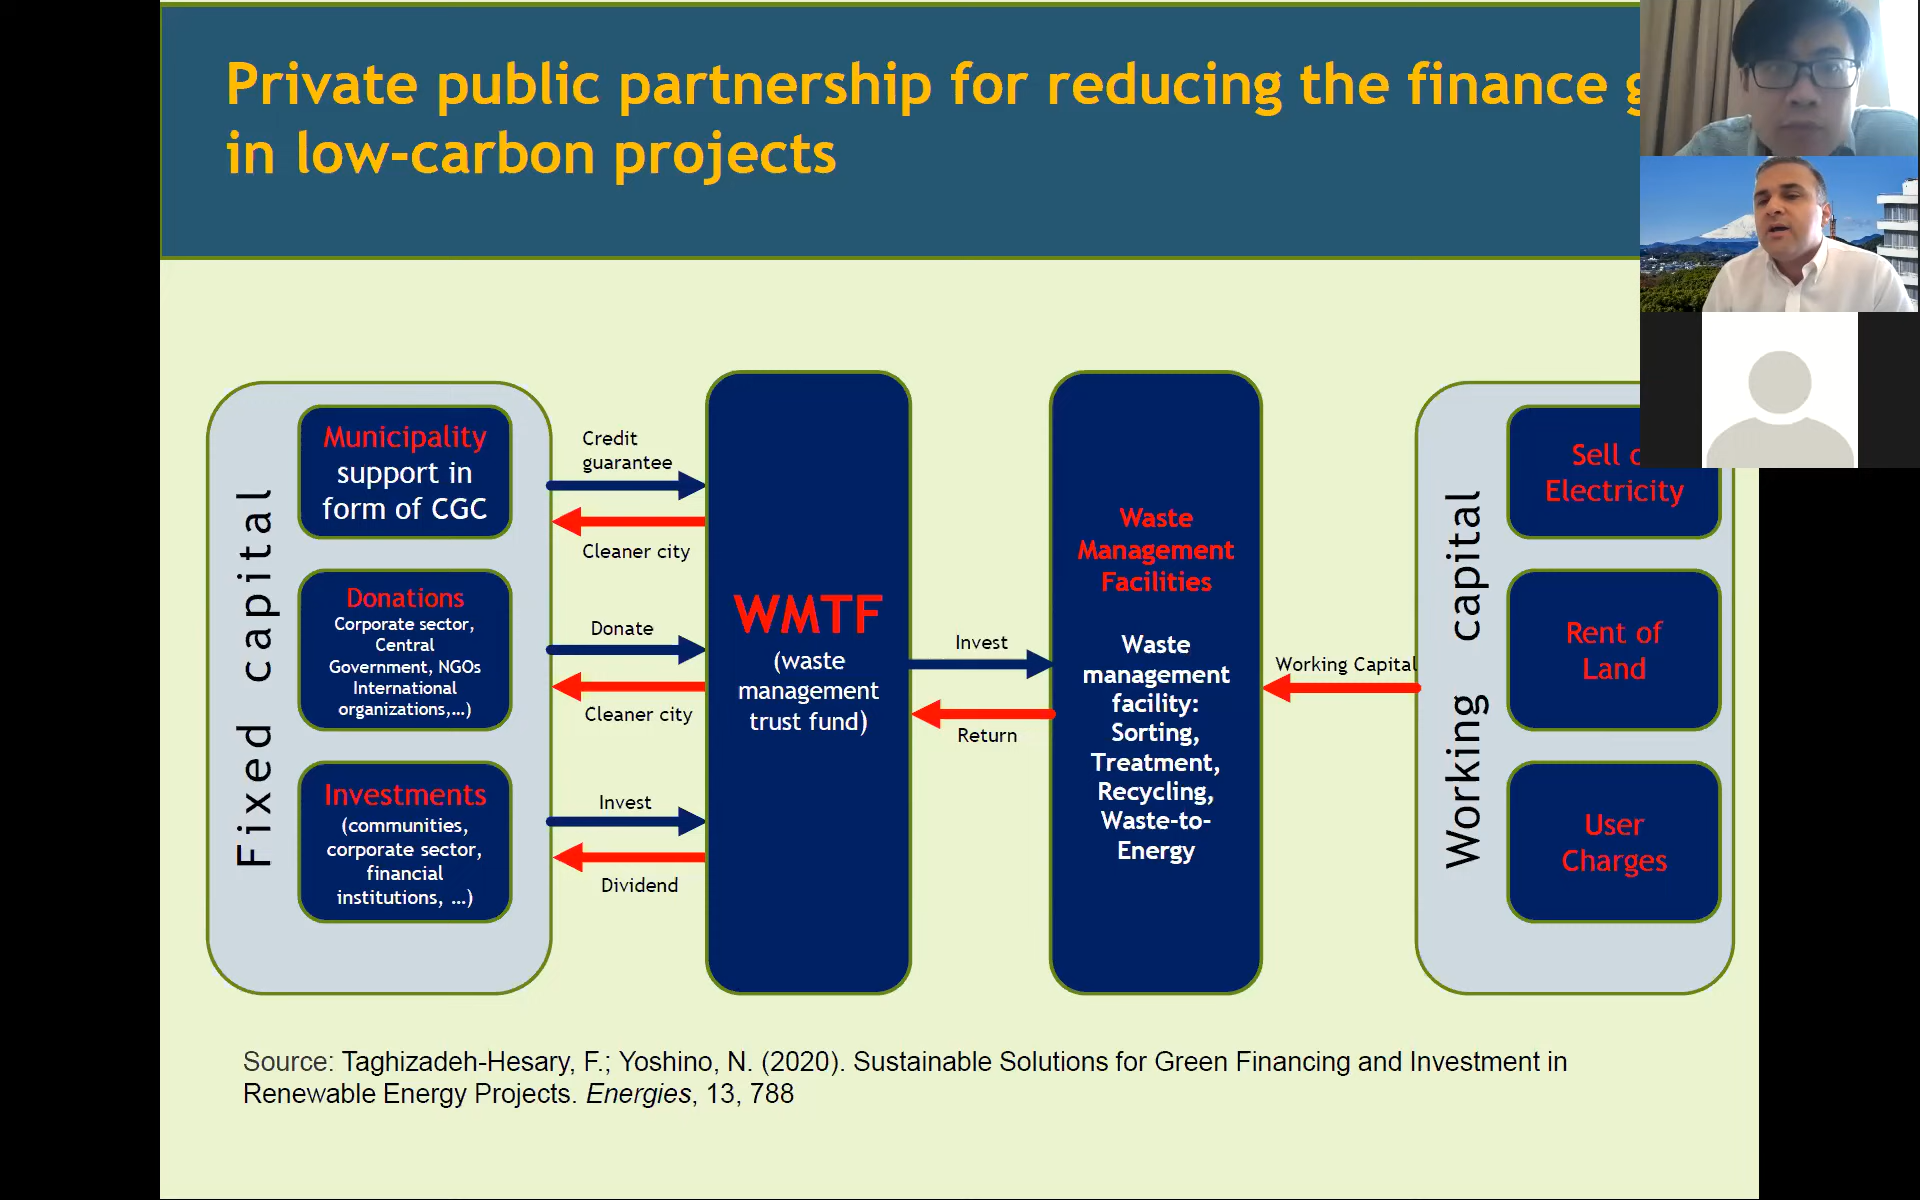 Private public partnership for reducing the finance
in low-carbon projects
Fixed capital
Municipality
support in
form of CGC
Donations
Corporate sector,
Central
Government, NGOs
International
organizations,...)
Investments
(communities,
corporate sector,
financial
institutions, ...)
Credit
guarantee
Cleaner city
Donate
Cleaner city
Invest
Dividend
WMTF
(waste
management
trust fund)
Invest
Return
Waste
Management
Facilities
Waste
management
facility:
Sorting,
Treatment,
Recycling,
Waste-to-
Energy
Working Capital
Working capital
Sell
Electricity
Rent of
Land
User
Charges
Source: Taghizadeh-Hesary, F.; Yoshino, N. (2020). Sustainable Solutions for Green Financing and Investment in
Renewable Energy Projects. Energies, 13, 788